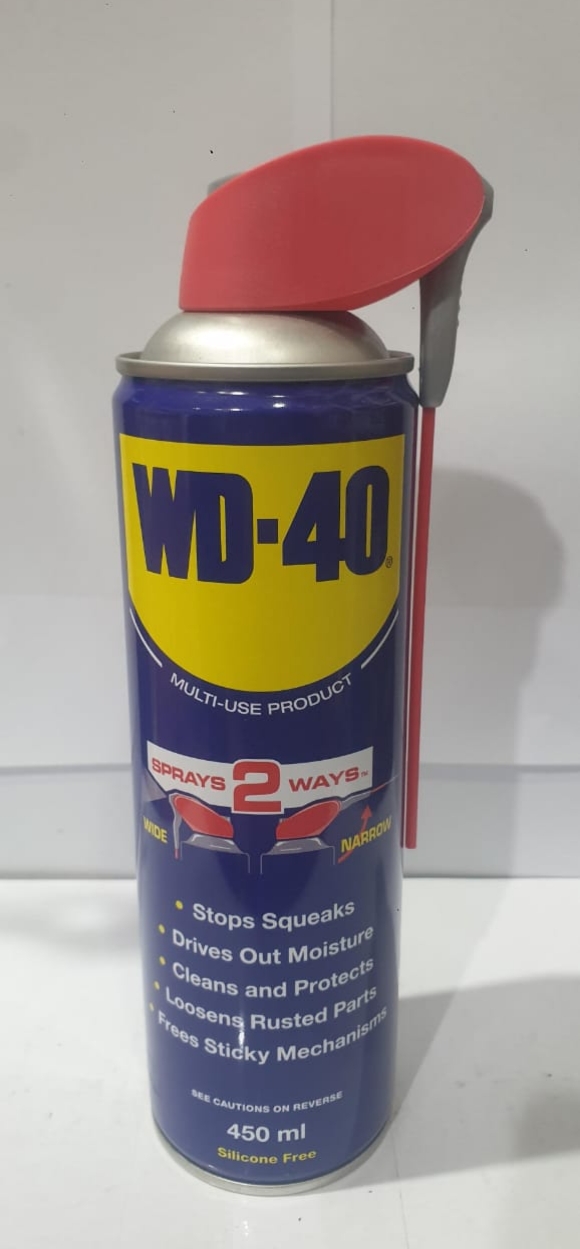 WD-40®
MULTI-USE PRODUCT
SPRAYS 2 WAYS™
WIDE
NARROW
• Stops Squeaks
• Drives Out Moisture
• Cleans and Protects
• Loosens Rusted Parts
• Frees Sticky Mechanisms
SEE CAUTIONS ON REVERSE
450 ml
Silicone Free